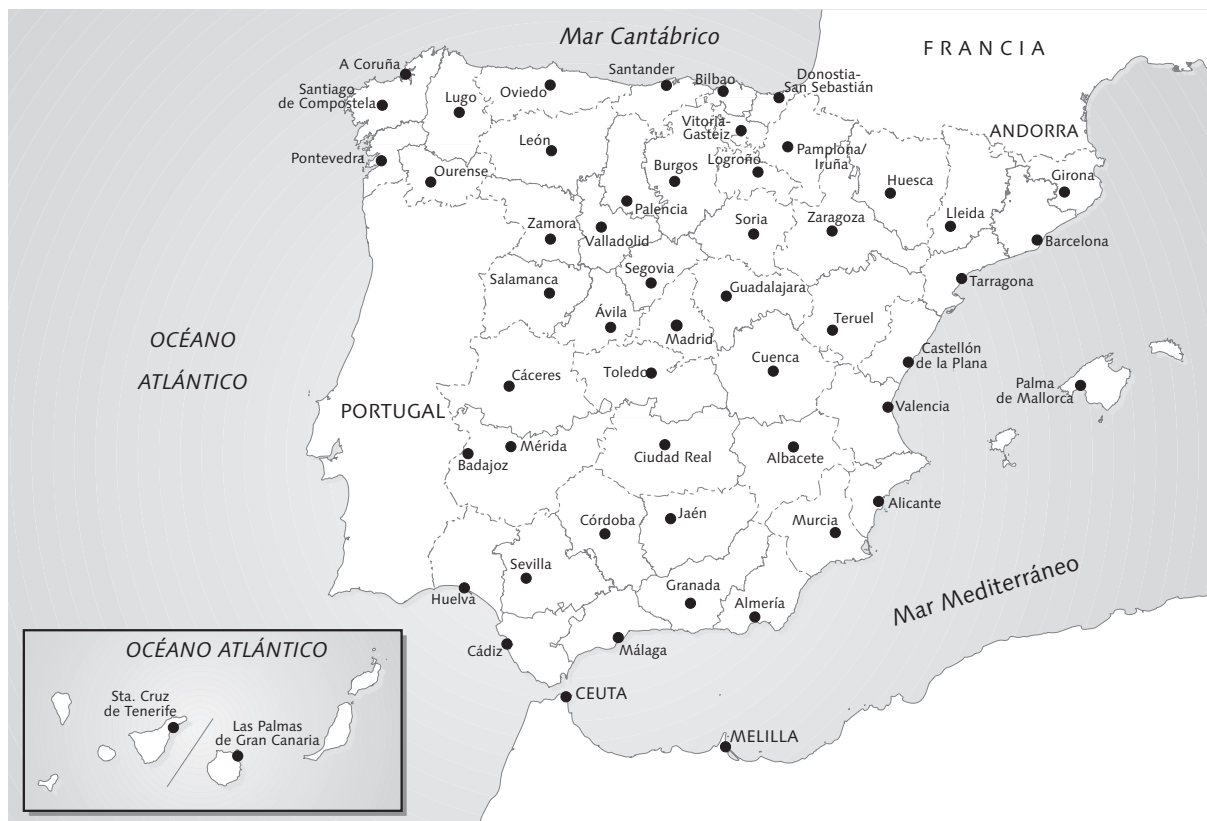 Mar Cantábrico
FRANCIA
A Coruña
Santiago
de Compostela
Lugo
Oviedo
Santander
Bilbao
Donostia-
San Sebastián
Vitoria-
Gasteiz
ANDORRA
Pontevedra
Ourense
León
Burgos
Logroño
Pamplona/
Iruña
Huesca
Girona
Palencia
Zamora
Valladolid
Soria
Zaragoza
Lleida
Barcelona
Salamanca
Segovia
Guadalajara
Tarragona
Ávila
Madrid
Teruel
OCÉANO
ATLÁNTICO
Cáceres
Toledo
Cuenca
Castellón
de la Plana
Palma
de Mallorca
PORTUGAL
Valencia
Mérida
Badajoz
Ciudad Real
Albacete
Alicante
Córdoba
Jaén
Murcia
Sevilla
Huelva
Granada
Almería
Mar Mediterráneo
Cádiz
Málaga
CEUTA
MELILLA
OCÉANO ATLÁNTICO
Sta. Cruz
de Tenerife
Las Palmas
de Gran Canaria